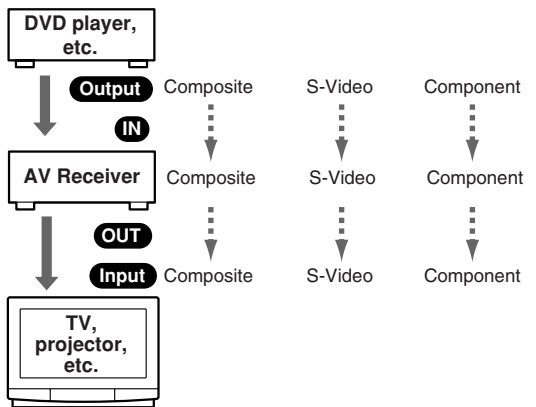 DVD player,
etc.
Output Composite S-Video Component
IN
AV Receiver Composite S-Video Component
OUT
Input Composite S-Video Component
TV,
projector,
etc.